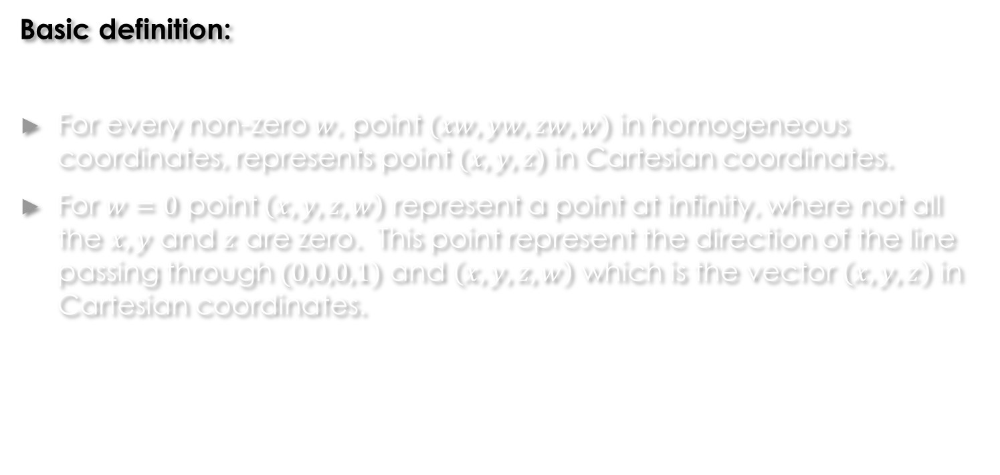 Basic definition:
► For every non-zero w, point (xw, yw, zw, w) in homogeneous
coordinates, represents point (x, y, z) in Cartesian coordinates.
► For w = 0 point (x, y, z, w) represent a point at infinity, where not all
the x, y and z are zero.  This point represent the direction of the line
passing through (0,0,0,1) and (x, y, z, w) which is the vector (x, y, z) in
Cartesian coordinates.